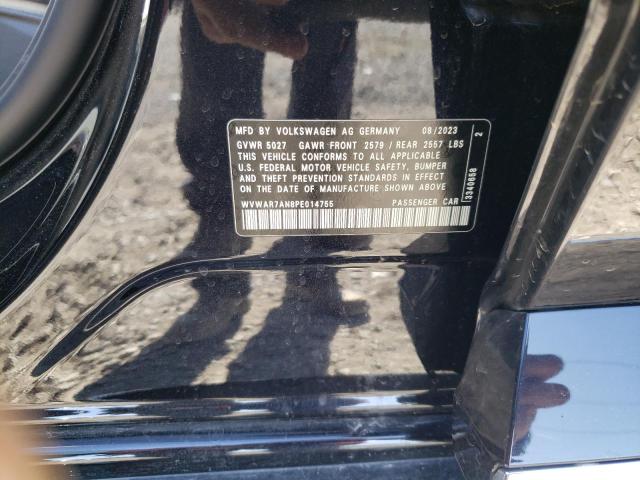 MFD BY VOLKSWAGEN AG GERMANY 08/2023
GVWR 5027 GAWR FRONT 2579 / REAR 2557 LBS
THIS VEHICLE CONFORMS TO ALL APPLICABLE
U.S. FEDERAL MOTOR VEHICLE SAFETY, BUMPER
AND THEFT PREVENTION STANDARDS IN EFFECT
ON THE DATE OF MANUFACTURE SHOWN ABOVE
WVWAR7AN8PE014755 PASSENGER CAR
3340658 2